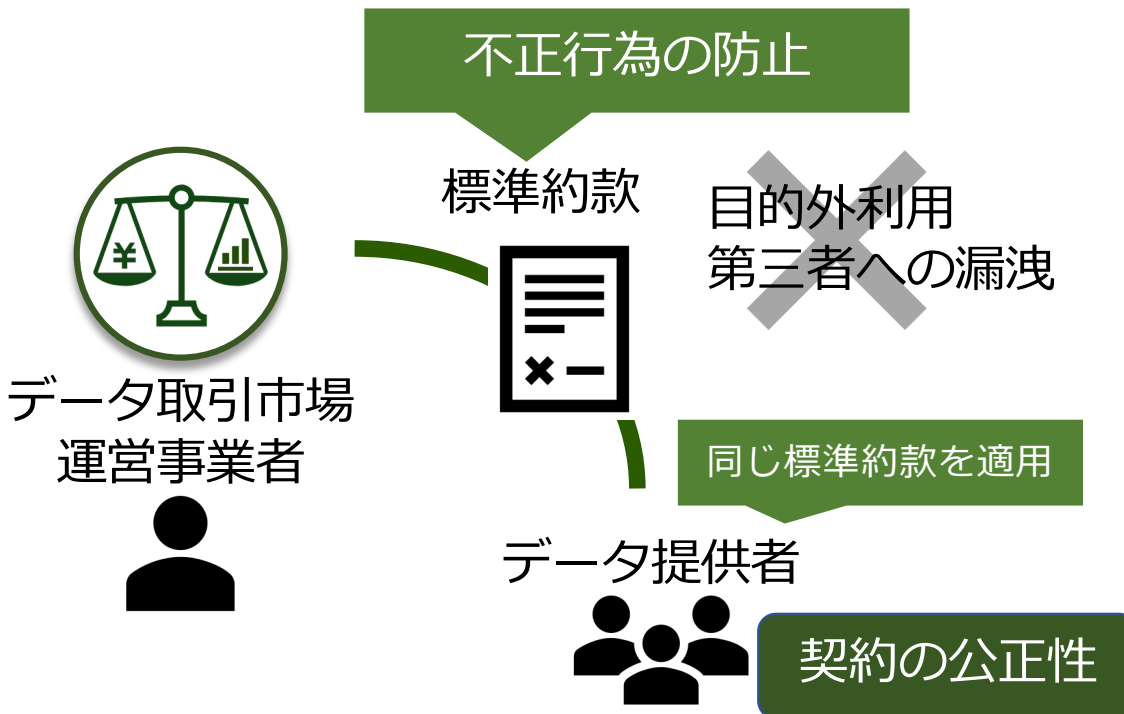 不正行為の防止
標準約款
目的外利用
第三者への漏洩
¥
データ取引市場
運営事業者
同じ標準約款を適用
データ提供者
契約の公正性